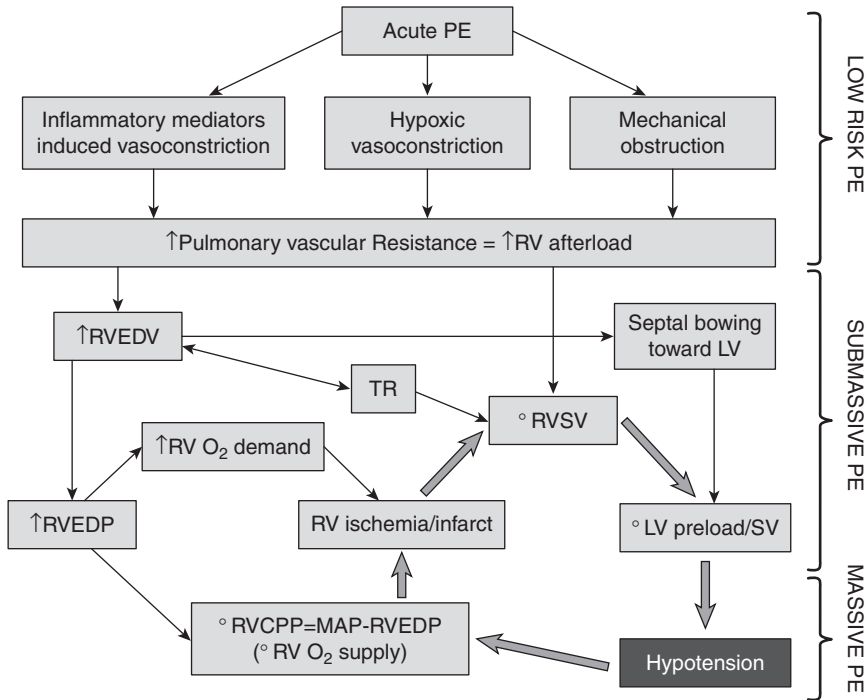 Acute PE
Inflammatory mediators
induced vasoconstriction
Hypoxic
vasoconstriction
Mechanical
obstruction
↑Pulmonary vascular Resistance = ↑RV afterload
LOW RISK PE
↑RVEDV
Septal bowing
toward LV
TR
° RVSV
↑RV O₂ demand
↑RVEDP
RV ischemia/infarct
° LV preload/SV
SUBMASSIVE PE
° RVCPP=MAP-RVEDP
(° RV O₂ supply)
Hypotension
MASSIVE PE